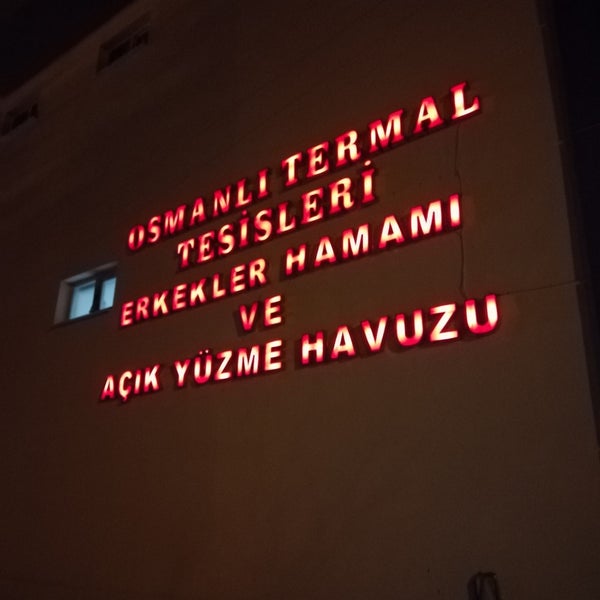 OSMANLI TERMAL
TESİSLERİ
ERKEKLER HAMAMI
VE
AÇIK YÜZME HAVUZU